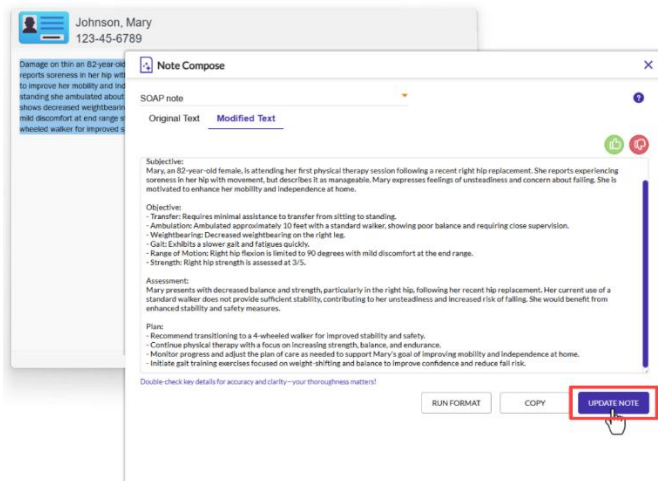 Johnson, Mary
123-45-6789
Damage on thin an 82-year-old
reports soreness in her hip with
to improve her mobility and ind
standing she ambulated about
shows decreased weightbearin
mild discomfort at end range s
wheeled walker for improved s
Note Compose
SOAP note
Original Text Modified Text
Subjective:
Mary, an 82-year-old female, is attending her first physical therapy session following a recent right hip replacement. She reports experiencing
soreness in her hip with movement, but describes it as manageable. Mary expresses feelings of unsteadiness and concern about falling. She is
motivated to enhance her mobility and independence at home.
Objective:
- Transfer: Requires minimal assistance to transfer from sitting to standing.
- Ambulation: Ambulated approximately 10 feet with a standard walker, showing poor balance and requiring close supervision.
- Weightbearing: Decreased weightbearing on the right leg.
- Gait: Exhibits a slower gait and fatigues quickly.
- Range of Motion: Right hip flexion is limited to 90 degrees with mild discomfort at the end range.
- Strength: Right hip strength is assessed at 3/5.
Assessment:
Mary presents with decreased balance and strength, particularly in the right hip, following her recent hip replacement. Her current use of a
standard walker does not provide sufficient stability, contributing to her unsteadiness and increased risk of falling. She would benefit from
enhanced stability and safety measures.
Plan:
- Recommend transitioning to a 4-wheeled walker for improved stability and safety.
- Continue physical therapy with a focus on increasing strength, balance, and endurance.
- Monitor progress and adjust the plan of care as needed to support Mary's goal of improving mobility and independence at home.
- Initiate gait training exercises focused on weight-shifting and balance to improve confidence and reduce fall risk.
Double-check key details for accuracy and clarity—your thoroughness matters!
RUN FORMAT COPY UPDATE NOTE